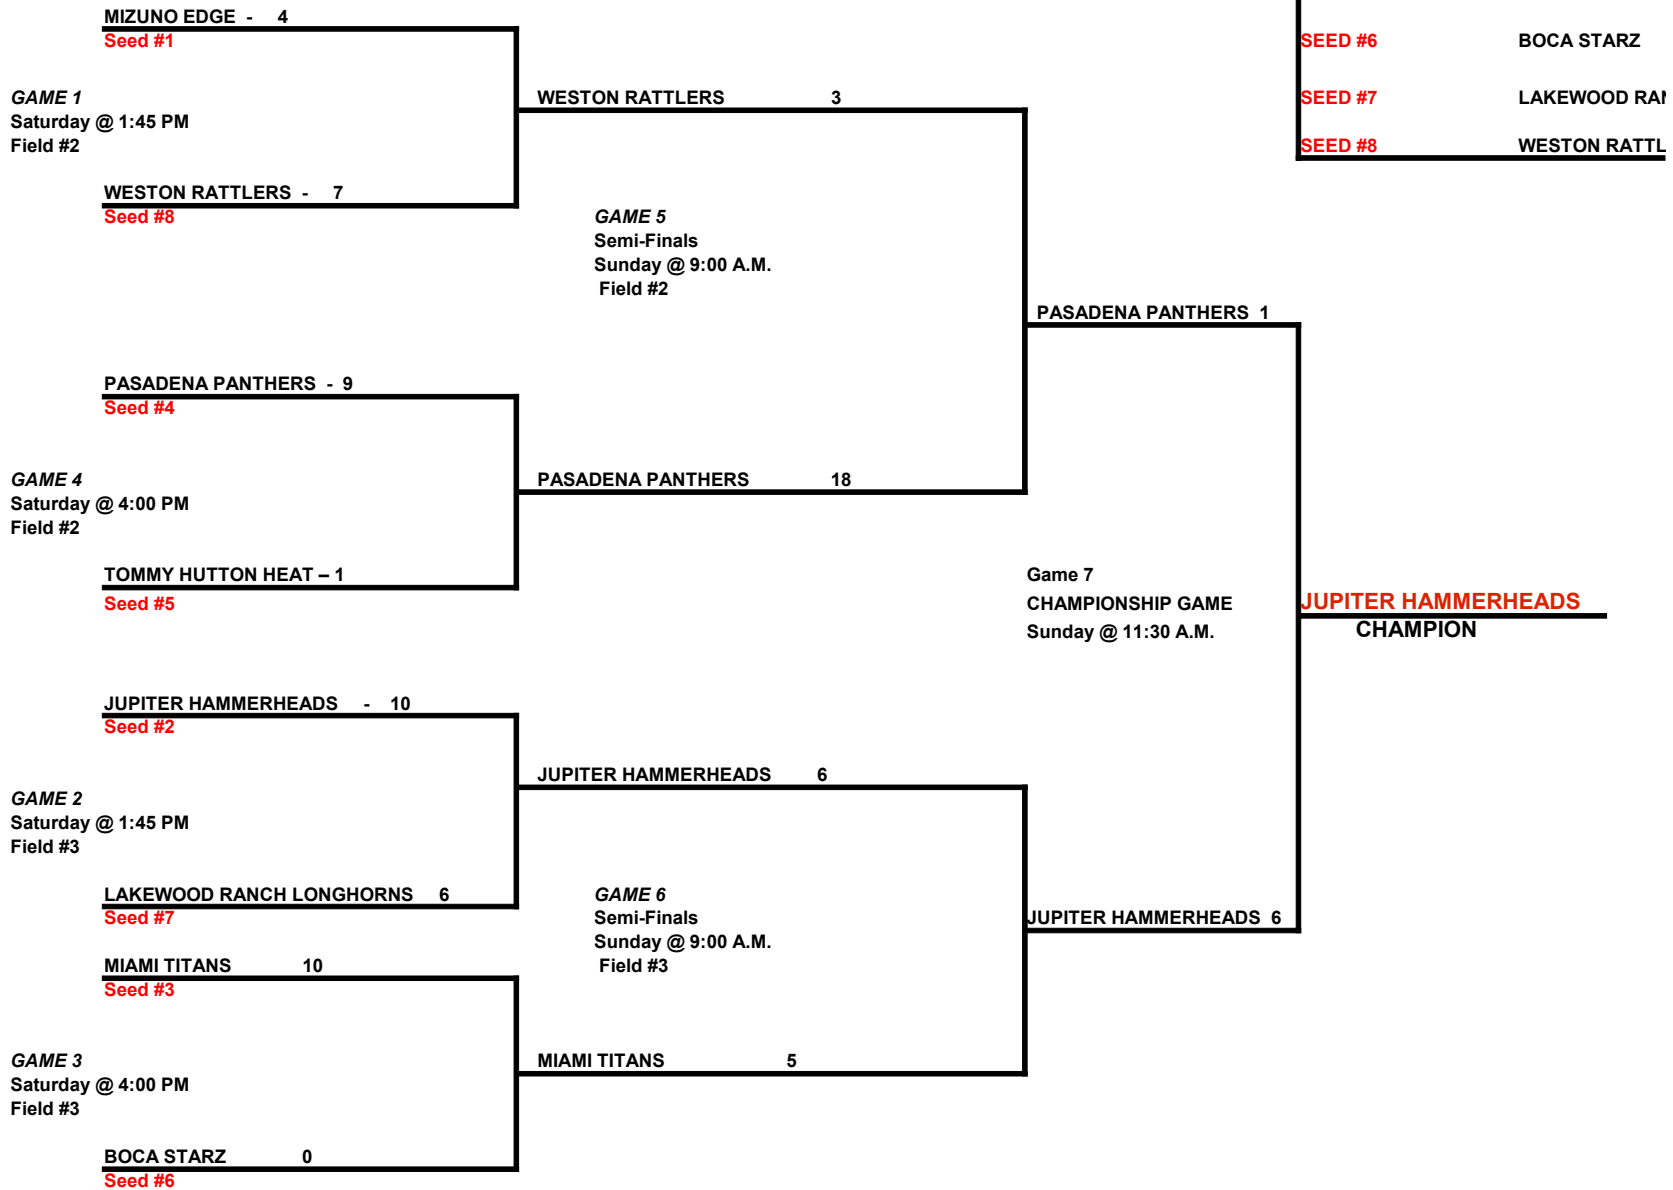 MIZUNO EDGE - 4
Seed #1
SEED #6 BOCA STARZ
GAME 1
Saturday @ 1:45 PM
Field #2
WESTON RATTLERS 3
SEED #7 LAKEWOOD RAN
SEED #8 WESTON RATTL
WESTON RATTLERS - 7
Seed #8
GAME 5
Semi-Finals
Sunday @ 9:00 A.M.
Field #2
PASADENA PANTHERS 1
PASADENA PANTHERS - 9
Seed #4
GAME 4
Saturday @ 4:00 PM
Field #2
PASADENA PANTHERS 18
TOMMY HUTTON HEAT – 1
Seed #5
Game 7
CHAMPIONSHIP GAME
Sunday @ 11:30 A.M.
JUPITER HAMMERHEADS
CHAMPION
JUPITER HAMMERHEADS - 10
Seed #2
JUPITER HAMMERHEADS 6
GAME 2
Saturday @ 1:45 PM
Field #3
LAKEWOOD RANCH LONGHORNS 6
Seed #7
GAME 6
Semi-Finals
Sunday @ 9:00 A.M.
Field #3
JUPITER HAMMERHEADS 6
MIAMI TITANS 10
Seed #3
GAME 3
Saturday @ 4:00 PM
Field #3
MIAMI TITANS 5
BOCA STARZ 0
Seed #6